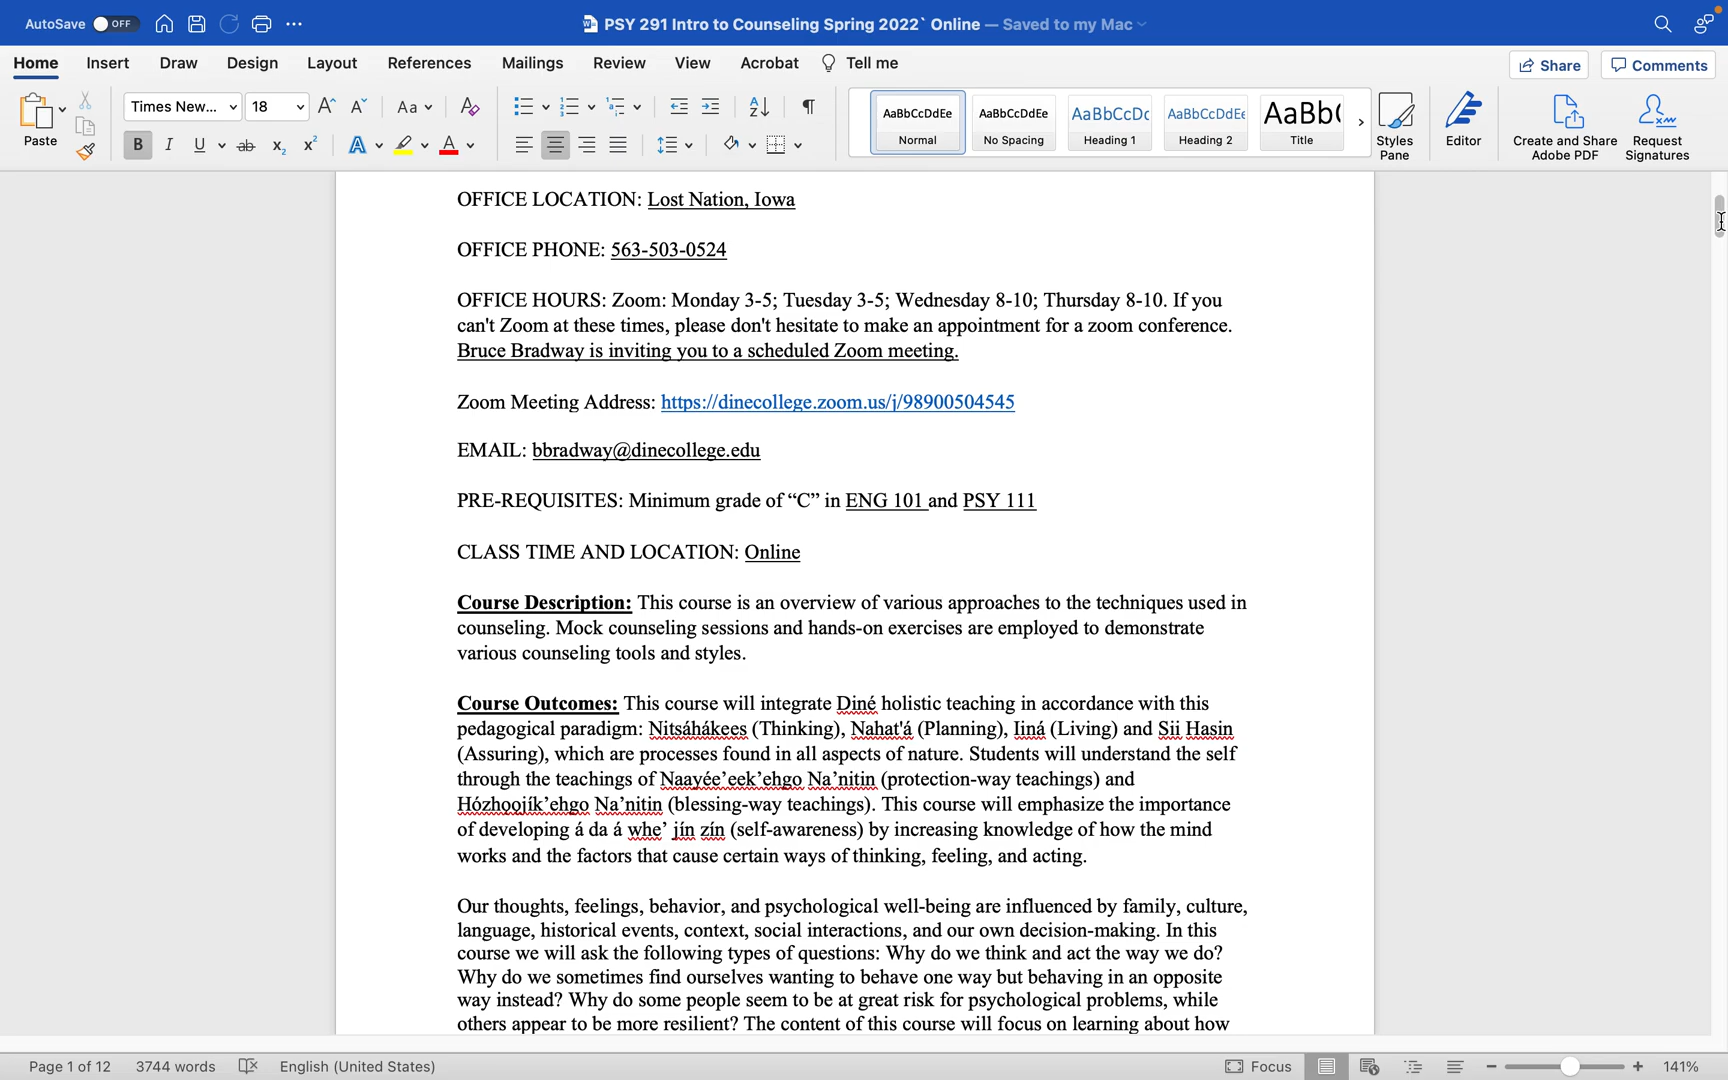 AutoSave OFF PSY 291 Intro to Counseling Spring 2022` Online — Saved to my Mac
Home Insert Draw Design Layout References Mailings Review View Acrobat Tell me Share Comments
Paste Times New... 18 Aa
AaBbCcDdEe AaBbCcDdEe AaBbCcDc AaBbCcDdEe AaBb(
Normal No Spacing Heading 1 Heading 2 Title
Styles Pane Editor Create and Share Adobe PDF Request Signatures
OFFICE LOCATION: Lost Nation, Iowa
OFFICE PHONE: 563-503-0524
OFFICE HOURS: Zoom: Monday 3-5; Tuesday 3-5; Wednesday 8-10; Thursday 8-10. If you
can't Zoom at these times, please don't hesitate to make an appointment for a zoom conference.
Bruce Bradway is inviting you to a scheduled Zoom meeting.
Zoom Meeting Address: https://dinecollege.zoom.us/j/98900504545
EMAIL: bbradway@dinecollege.edu
PRE-REQUISITES: Minimum grade of “C” in ENG 101 and PSY 111
CLASS TIME AND LOCATION: Online
Course Description: This course is an overview of various approaches to the techniques used in
counseling. Mock counseling sessions and hands-on exercises are employed to demonstrate
various counseling tools and styles.
Course Outcomes: This course will integrate Diné holistic teaching in accordance with this
pedagogical paradigm: Nitsáhákees (Thinking), Nahat'á (Planning), Iiná (Living) and Sii Hasin
(Assuring), which are processes found in all aspects of nature. Students will understand the self
through the teachings of Naayée’eek’ehgo Na’nitin (protection-way teachings) and
Hózhǫǫjík’ehgo Na’nitin (blessing-way teachings). This course will emphasize the importance
of developing á da á whe’ jín zín (self-awareness) by increasing knowledge of how the mind
works and the factors that cause certain ways of thinking, feeling, and acting.
Our thoughts, feelings, behavior, and psychological well-being are influenced by family, culture,
language, historical events, context, social interactions, and our own decision-making. In this
course we will ask the following types of questions: Why do we think and act the way we do?
Why do we sometimes find ourselves wanting to behave one way but behaving in an opposite
way instead? Why do some people seem to be at great risk for psychological problems, while
others appear to be more resilient? The content of this course will focus on learning about how
Page 1 of 12 3744 words English (United States) Focus 141%